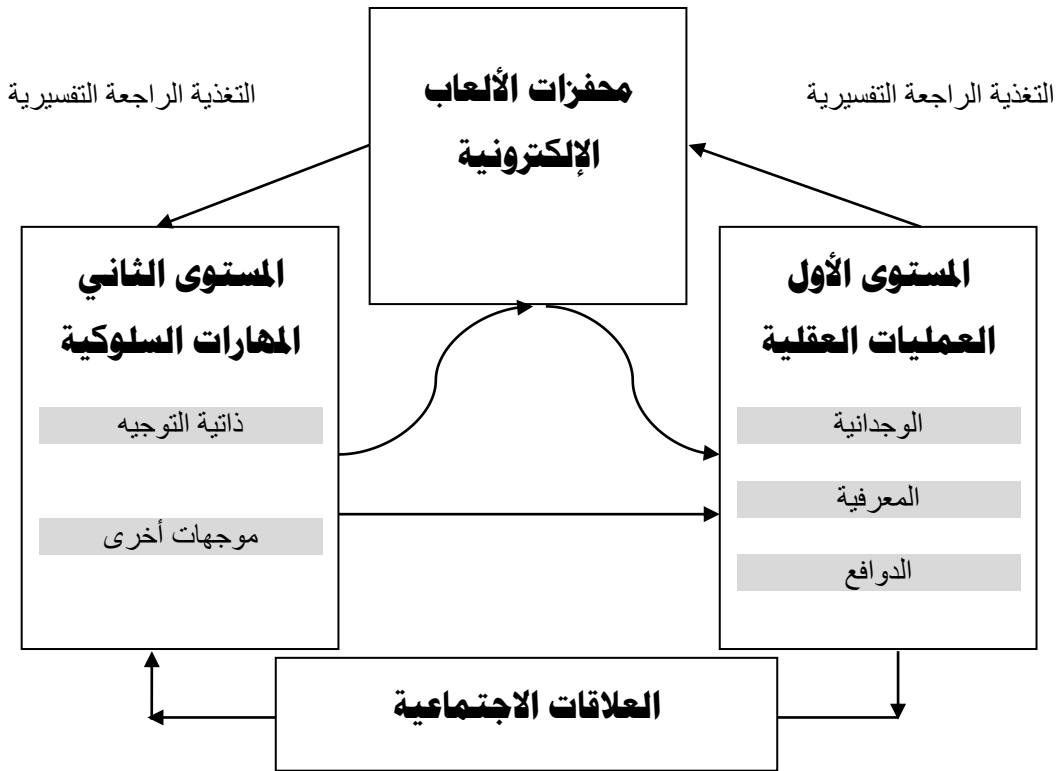 محفزات الألعاب
الإلكترونية
التغذية الراجعة التفسيرية
التغذية الراجعة التفسيرية
المستوى الأول
العمليات العقلية
الوجدانية
المعرفية
الدوافع
المستوى الثاني
المهارات السلوكية
ذاتية التوجيه
موجهات أخرى
العلاقات الاجتماعية